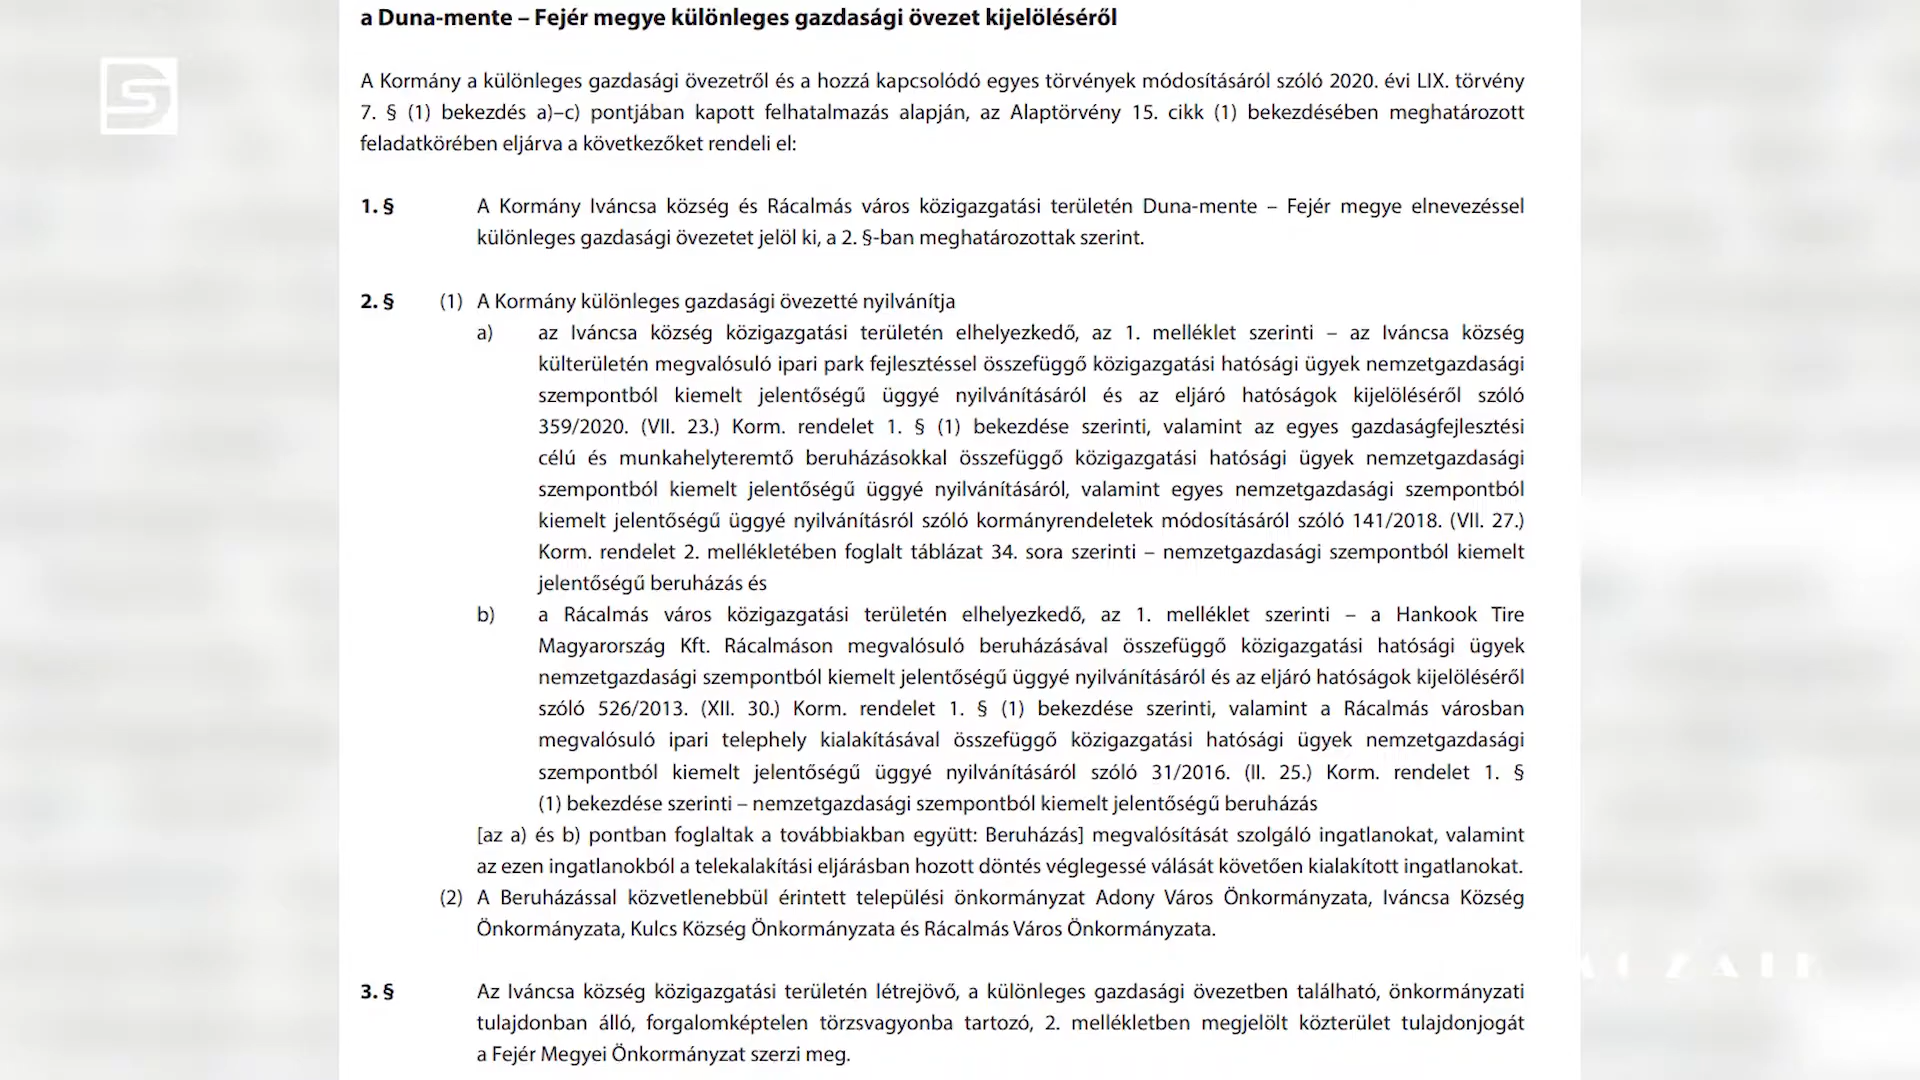 a Duna-mente – Fejér megye különleges gazdasági övezet kijelöléséről
A Kormány a különleges gazdasági övezetről és a hozzá kapcsolódó egyes törvények módosításáról szóló 2020. évi LIX. törvény
7. § (1) bekezdés a)–c) pontjában kapott felhatalmazás alapján, az Alaptörvény 15. cikk (1) bekezdésében meghatározott
feladatkörében eljárva a következőket rendeli el:
1. § A Kormány Iváncsa község és Rácalmás város közigazgatási területén Duna-mente – Fejér megye elnevezéssel
különleges gazdasági övezetet jelöl ki, a 2. §-ban meghatározottak szerint.
2. § (1) A Kormány különleges gazdasági övezetté nyilvánítja
a) az Iváncsa község közigazgatási területén elhelyezkedő, az 1. melléklet szerinti – az Iváncsa község
külterületén megvalósuló ipari park fejlesztéssel összefüggő közigazgatási hatósági ügyek nemzetgazdasági
szempontból kiemelt jelentőségű üggyé nyilvánításáról és az eljáró hatóságok kijelöléséről szóló
359/2020. (VII. 23.) Korm. rendelet 1. § (1) bekezdése szerinti, valamint az egyes gazdaságfejlesztési
célú és munkahelyteremtő beruházásokkal összefüggő közigazgatási hatósági ügyek nemzetgazdasági
szempontból kiemelt jelentőségű üggyé nyilvánításáról, valamint egyes nemzetgazdasági szempontból
kiemelt jelentőségű üggyé nyilvánításról szóló kormányrendeletek módosításáról szóló 141/2018. (VII. 27.)
Korm. rendelet 2. mellékletében foglalt táblázat 34. sora szerinti – nemzetgazdasági szempontból kiemelt
jelentőségű beruházás és
b) a Rácalmás város közigazgatási területén elhelyezkedő, az 1. melléklet szerinti – a Hankook Tire
Magyarország Kft. Rácalmáson megvalósuló beruházásával összefüggő közigazgatási hatósági ügyek
nemzetgazdasági szempontból kiemelt jelentőségű üggyé nyilvánításáról és az eljáró hatóságok kijelöléséről
szóló 526/2013. (XII. 30.) Korm. rendelet 1. § (1) bekezdése szerinti, valamint a Rácalmás városban
megvalósuló ipari telephely kialakításával összefüggő közigazgatási hatósági ügyek nemzetgazdasági
szempontból kiemelt jelentőségű üggyé nyilvánításáról szóló 31/2016. (II. 25.) Korm. rendelet 1. §
(1) bekezdése szerinti – nemzetgazdasági szempontból kiemelt jelentőségű beruházás
[az a) és b) pontban foglaltak a továbbiakban együtt: Beruházás] megvalósítását szolgáló ingatlanokat, valamint
az ezen ingatlanokból a telekalakítási eljárásban hozott döntés véglegessé válását követően kialakított ingatlanokat.
(2) A Beruházással közvetlenebbül érintett települési önkormányzat Adony Város Önkormányzata, Iváncsa Község
Önkormányzata, Kulcs Község Önkormányzata és Rácalmás Város Önkormányzata.
3. § Az Iváncsa község közigazgatási területén létrejövő, a különleges gazdasági övezetben található, önkormányzati
tulajdonban álló, forgalomképtelen törzsvagyonba tartozó, 2. mellékletben megjelölt közterület tulajdonjogát
a Fejér Megyei Önkormányzat szerzi meg.